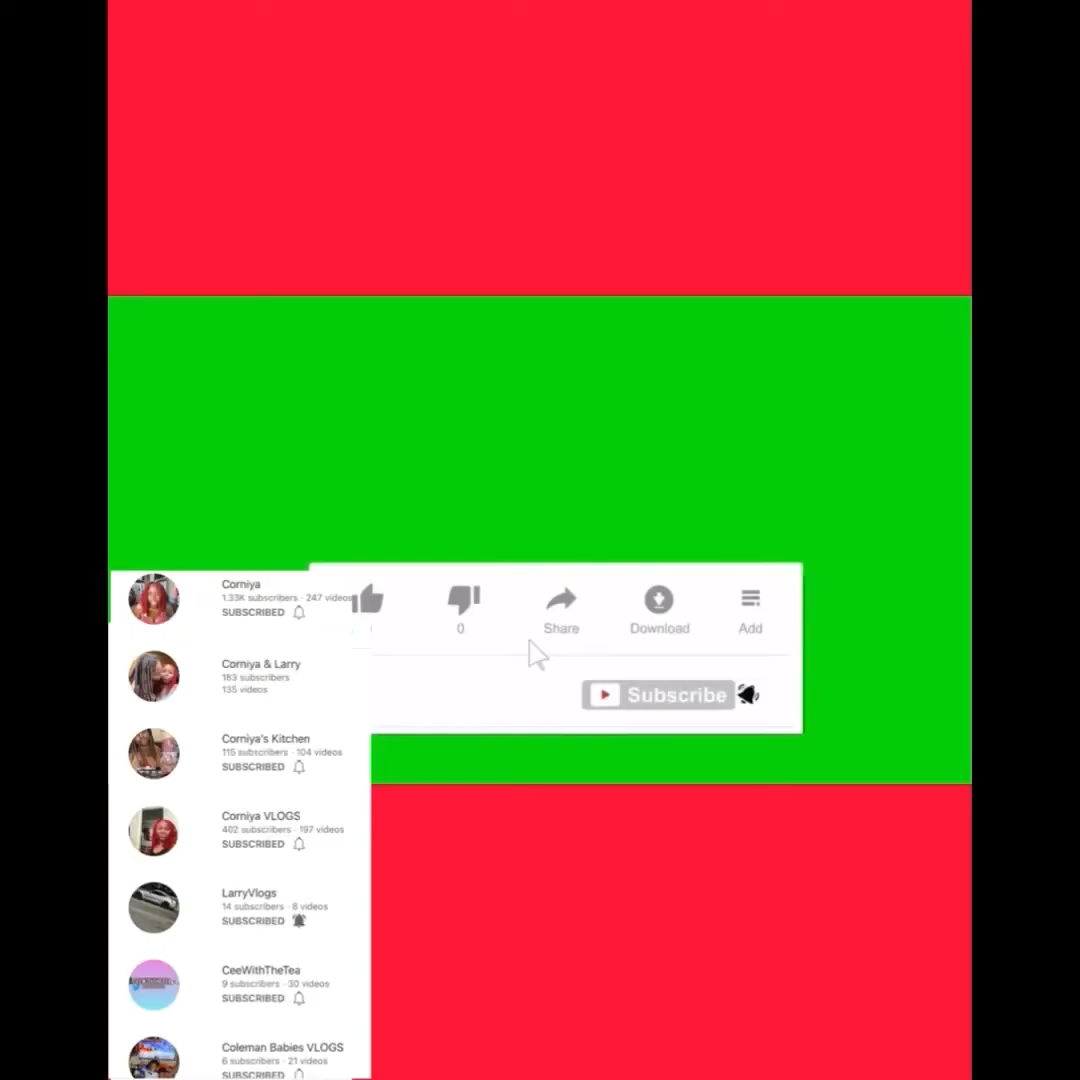 Corniya
1.33K subscribers · 247 videos
SUBSCRIBED
Corniya & Larry
183 subscribers
135 videos
Corniya's Kitchen
115 subscribers · 104 videos
SUBSCRIBED
Corniya VLOGS
402 subscribers · 197 videos
SUBSCRIBED
LarryVlogs
14 subscribers · 8 videos
SUBSCRIBED
CeeWithTheTea
9 subscribers · 30 videos
SUBSCRIBED
Coleman Babies VLOGS
6 subscribers · 21 videos
SUBSCRIBED
0 Share Download Add
Subscribe